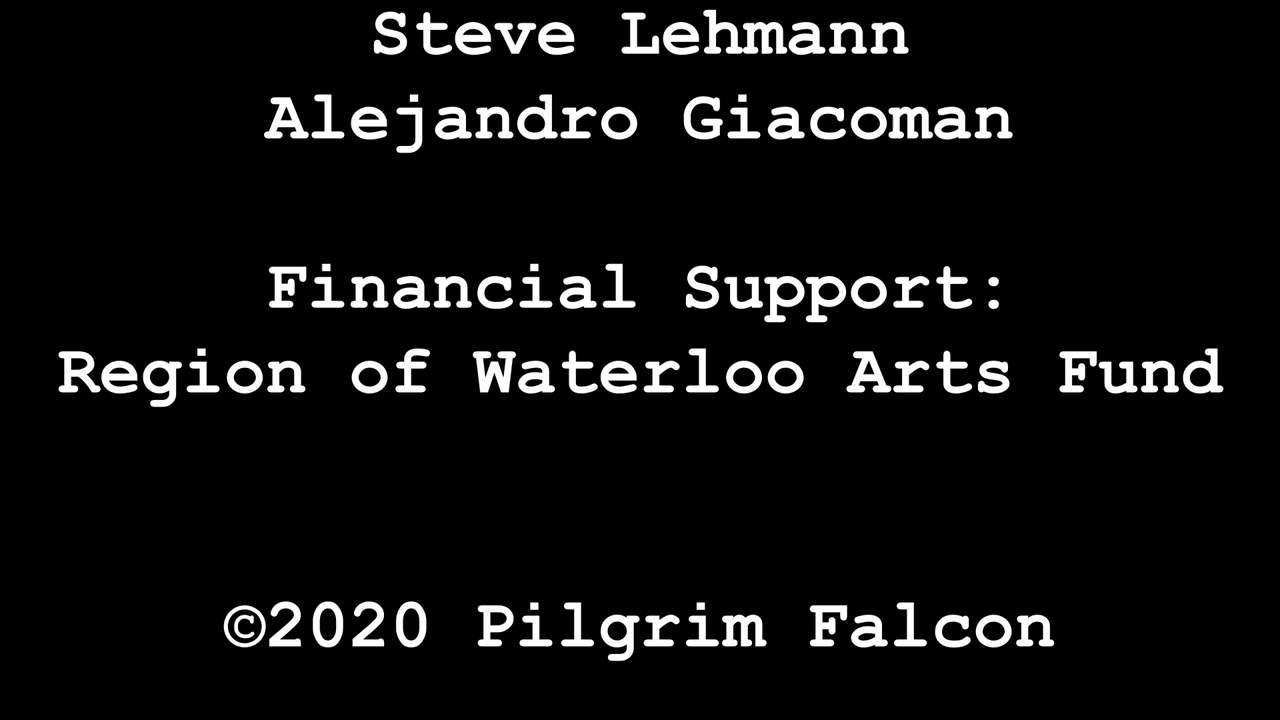 Steve Lehmann
Alejandro Giacoman
Financial Support:
Region of Waterloo Arts Fund
©2020 Pilgrim Falcon